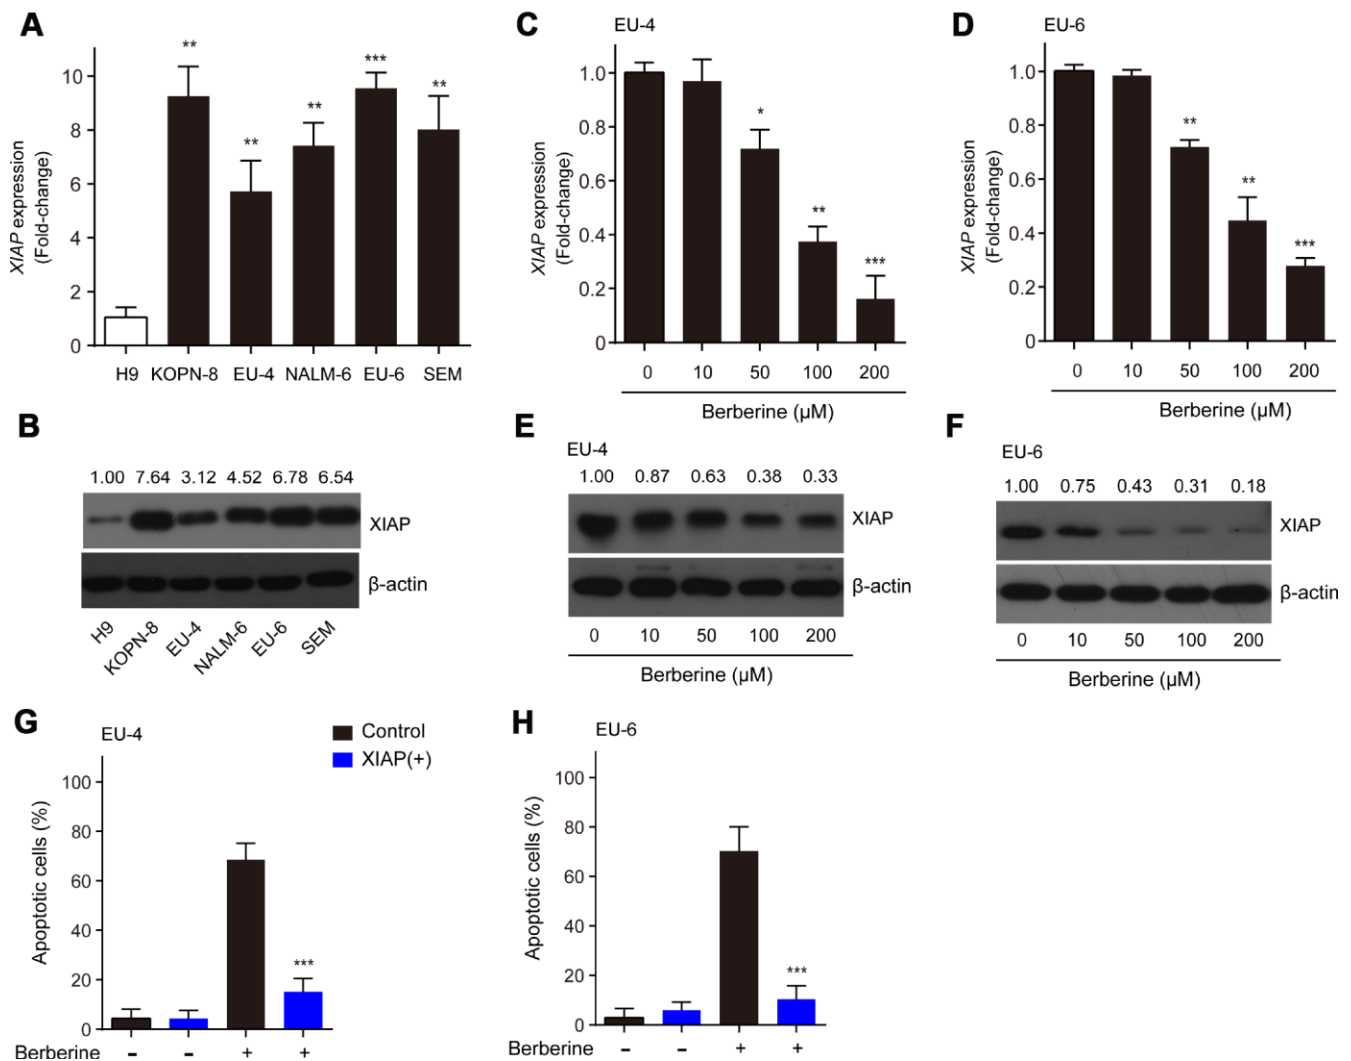 A
XIAP expression
(Fold-change)
10
8
6
4
2
0
**
**
**
***
**
H9 KOPN-8 EU-4 NALM-6 EU-6 SEM
C
EU-4
XIAP expression
(Fold-change)
1.0
0.8
0.6
0.4
0.2
0
*
**
***
0 10 50 100 200
Berberine (µM)
D
EU-6
XIAP expression
(Fold-change)
1.0
0.8
0.6
0.4
0.2
0
**
**
***
0 10 50 100 200
Berberine (µM)
B
1.00 7.64 3.12 4.52 6.78 6.54
XIAP
β-actin
H9 KOPN-8 EU-4 NALM-6 EU-6 SEM
E
EU-4
1.00 0.87 0.63 0.38 0.33
XIAP
β-actin
0 10 50 100 200
Berberine (µM)
F
EU-6
1.00 0.75 0.43 0.31 0.18
XIAP
β-actin
0 10 50 100 200
Berberine (µM)
G
EU-4
Control
XIAP(+)
Apoptotic cells (%)
100
80
60
40
20
0
***
Berberine - - + +
H
EU-6
Apoptotic cells (%)
100
80
60
40
20
0
***
Berberine - - + +